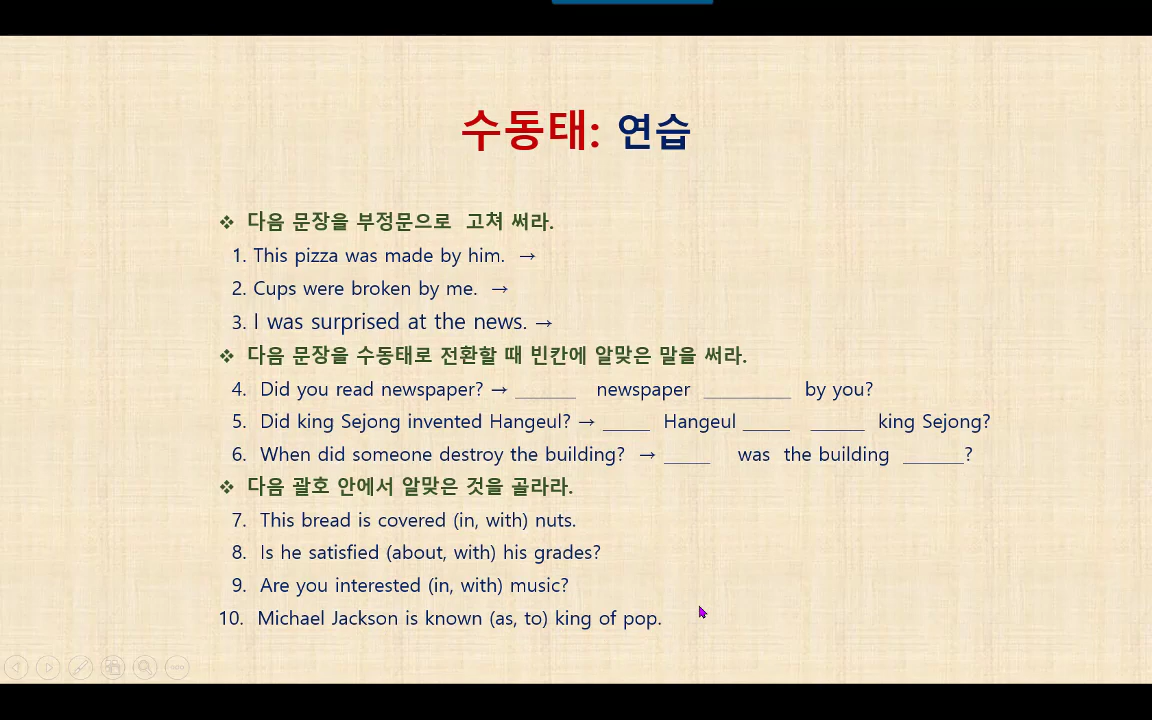 수동태: 연습
❖ 다음 문장을 부정문으로 고쳐 써라.
1. This pizza was made by him. →
2. Cups were broken by me. →
3. I was surprised at the news. →
❖ 다음 문장을 수동태로 전환할 때 빈칸에 알맞은 말을 써라.
4. Did you read newspaper? → ______ newspaper _________ by you?
5. Did king Sejong invented Hangeul? → _____ Hangeul _____ ______ king Sejong?
6. When did someone destroy the building? → _____ was the building ______?
❖ 다음 괄호 안에서 알맞은 것을 골라라.
7. This bread is covered (in, with) nuts.
8. Is he satisfied (about, with) his grades?
9. Are you interested (in, with) music?
10. Michael Jackson is known (as, to) king of pop.